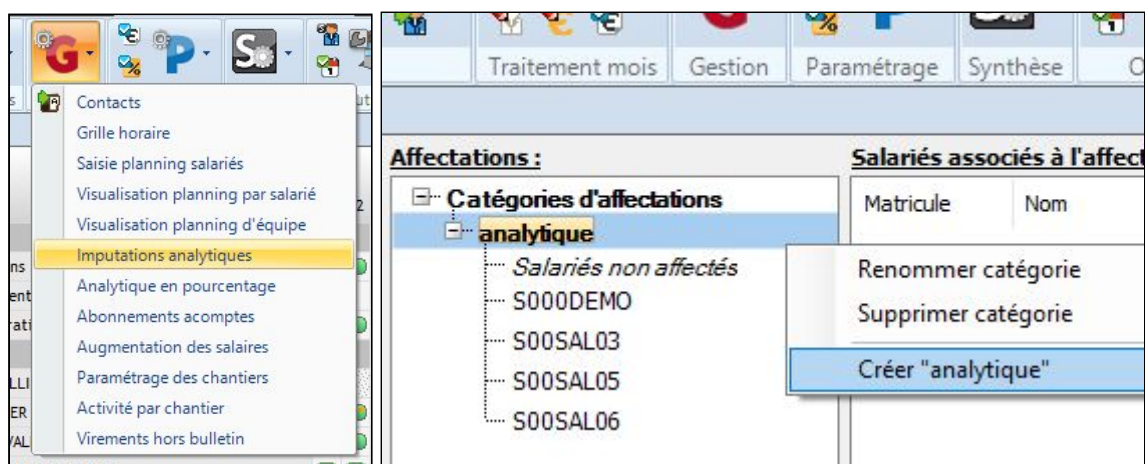 Contacts
Grille horaire
Saisie planning salariés
Visualisation planning par salarié
Visualisation planning d'équipe
Imputations analytiques
Analytique en pourcentage
Abonnements acomptes
Augmentation des salaires
Paramétrage des chantiers
Activité par chantier
Virements hors bulletin
Traitement mois Gestion Paramétrage Synthèse
Affectations :
Salariés associés à l'affect
Catégories d'affectations
Matricule Nom
analytique
Salariés non affectés
S000DEMO
S00SAL03
S00SAL05
S00SAL06
Renommer catégorie
Supprimer catégorie
Créer "analytique"